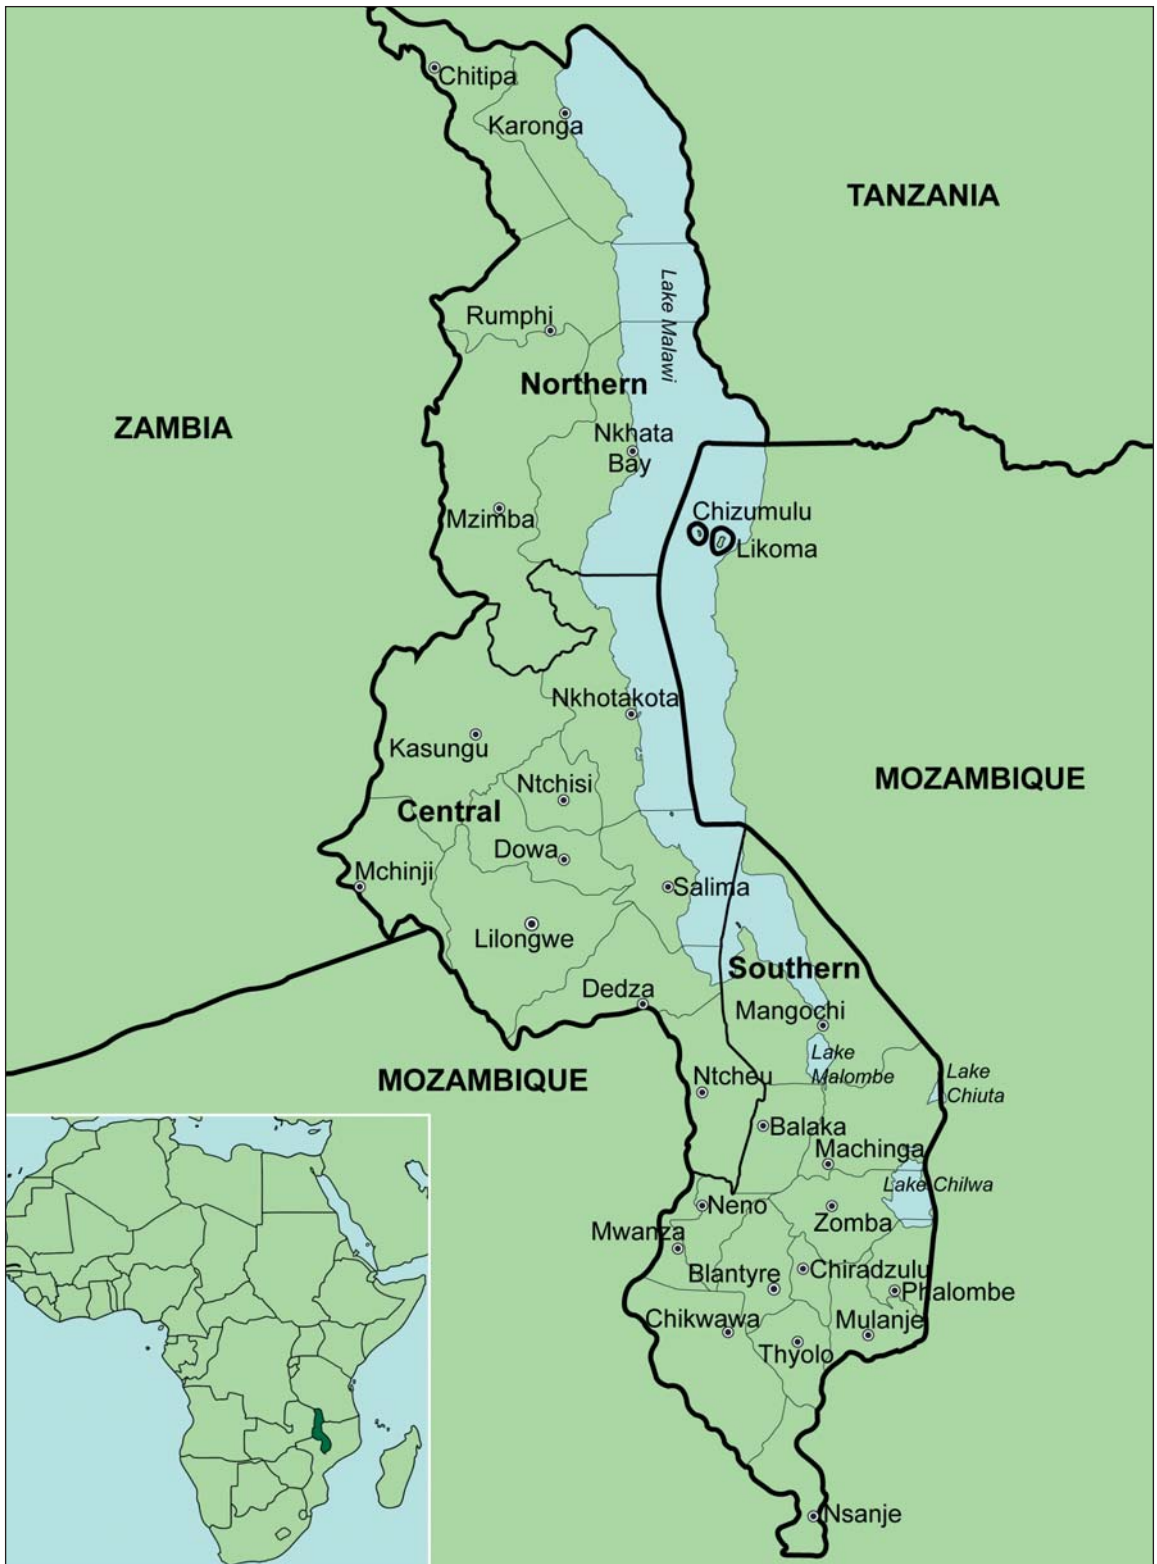 Chitipa
Karonga
TANZANIA
Lake Malawi
Rumphi
Northern
ZAMBIA
Nkhata
Bay
Chizumulu
Mzimba
Likoma
Nkhotakota
Kasungu
MOZAMBIQUE
Ntchisi
Central
Dowa
Mchinji
Salima
Lilongwe
Southern
Dedza
Mangochi
Lake
Malombe
MOZAMBIQUE
Ntcheu
Lake
Chiuta
Balaka
Machinga
Lake Chilwa
Neno
Zomba
Mwanza
Blantyre
Chiradzulu
Phalombe
Chikwawa
Mulanje
Thyolo
Nsanje